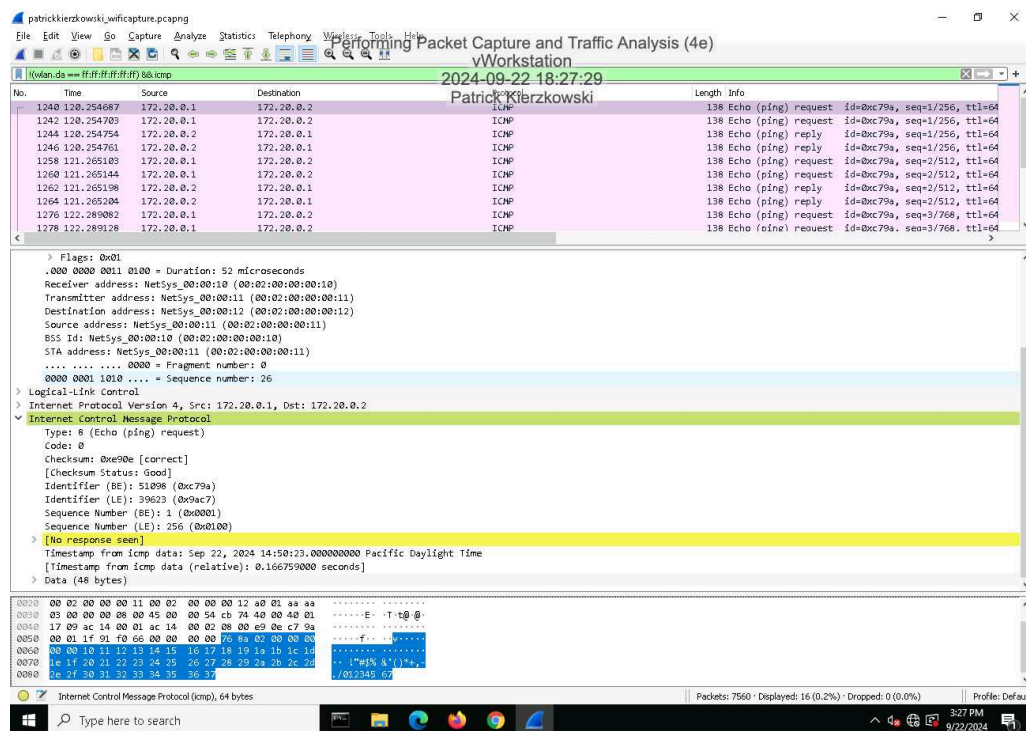 patrickkierzkowski_wificapture.pcapng
File Edit View Go Capture Analyze Statistics Telephony Wireless Tools Help
Performing Packet Capture and Traffic Analysis (4e)
vWorkstation
2024-09-22 18:27:29
Patrick Kierzkowski
!(wlan.da == ff:ff:ff:ff:ff:ff) && icmp
No. Time Source Destination Protocol Length Info
1240 120.254687 172.20.0.1 172.20.0.2 ICMP 138 Echo (ping) request id=0xc79a, seq=1/256, ttl=64
1242 120.254703 172.20.0.1 172.20.0.2 ICMP 138 Echo (ping) request id=0xc79a, seq=1/256, ttl=64
1244 120.254754 172.20.0.2 172.20.0.1 ICMP 138 Echo (ping) reply id=0xc79a, seq=1/256, ttl=64
1246 120.254761 172.20.0.2 172.20.0.1 ICMP 138 Echo (ping) reply id=0xc79a, seq=1/256, ttl=64
1258 121.265103 172.20.0.1 172.20.0.2 ICMP 138 Echo (ping) request id=0xc79a, seq=2/512, ttl=64
1260 121.265144 172.20.0.1 172.20.0.2 ICMP 138 Echo (ping) request id=0xc79a, seq=2/512, ttl=64
1262 121.265198 172.20.0.2 172.20.0.1 ICMP 138 Echo (ping) reply id=0xc79a, seq=2/512, ttl=64
1264 121.265204 172.20.0.2 172.20.0.1 ICMP 138 Echo (ping) reply id=0xc79a, seq=2/512, ttl=64
1276 122.289082 172.20.0.1 172.20.0.2 ICMP 138 Echo (ping) request id=0xc79a, seq=3/768, ttl=64
1278 122.289128 172.20.0.1 172.20.0.2 ICMP 138 Echo (ping) request id=0xc79a, seq=3/768, ttl=64
Flags: 0x01
.000 0000 0011 0100 = Duration: 52 microseconds
Receiver address: NetSys_00:00:10 (00:02:00:00:00:10)
Transmitter address: NetSys_00:00:11 (00:02:00:00:00:11)
Destination address: NetSys_00:00:12 (00:02:00:00:00:12)
Source address: NetSys_00:00:11 (00:02:00:00:00:11)
BSS Id: NetSys_00:00:10 (00:02:00:00:00:10)
STA address: NetSys_00:00:11 (00:02:00:00:00:11)
.... .... .... 0000 = Fragment number: 0
0000 0001 1010 .... = Sequence number: 26
Logical-Link Control
Internet Protocol Version 4, Src: 172.20.0.1, Dst: 172.20.0.2
Internet Control Message Protocol
Type: 8 (Echo (ping) request)
Code: 0
Checksum: 0xe90e [correct]
[Checksum Status: Good]
Identifier (BE): 51098 (0xc79a)
Identifier (LE): 39623 (0x9ac7)
Sequence Number (BE): 1 (0x0001)
Sequence Number (LE): 256 (0x0100)
[No response seen]
Timestamp from icmp data: Sep 22, 2024 14:50:23.000000000 Pacific Daylight Time
[Timestamp from icmp data (relative): 0.166759000 seconds]
Data (48 bytes)
0020 00 02 00 00 00 11 00 02 00 00 00 12 a0 01 aa aa ········ ········
0030 03 00 00 00 08 00 45 00 00 54 cb 74 40 00 40 01 ······E· ·T·t@·@·
0040 17 09 ac 14 00 01 ac 14 00 02 08 00 e9 0e c7 9a ········ ········
0050 00 01 1f 91 f0 66 00 00 00 00 76 8a 02 00 00 00 ·····f·· ··v·····
0060 00 00 10 11 12 13 14 15 16 17 18 19 1a 1b 1c 1d ········ ········
0070 1e 1f 20 21 22 23 24 25 26 27 28 29 2a 2b 2c 2d ·· !"#$% &'()*+,-
0080 2e 2f 30 31 32 33 34 35 36 37 ./012345 67
Internet Control Message Protocol (icmp), 64 bytes Packets: 7560 · Displayed: 16 (0.2%) · Dropped: 0 (0.0%) Profile: Defau
Type here to search
3:27 PM
9/22/2024
1